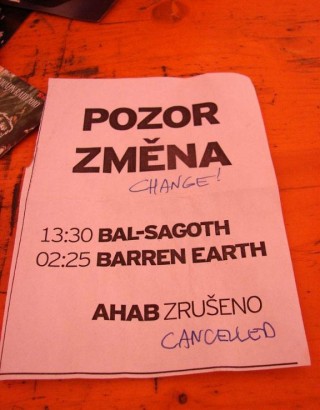 POZOR
ZMĚNA
CHANGE!
13:30 BAL-SAGOTH
02:25 BARREN EARTH
AHAB ZRUŠENO
CANCELLED